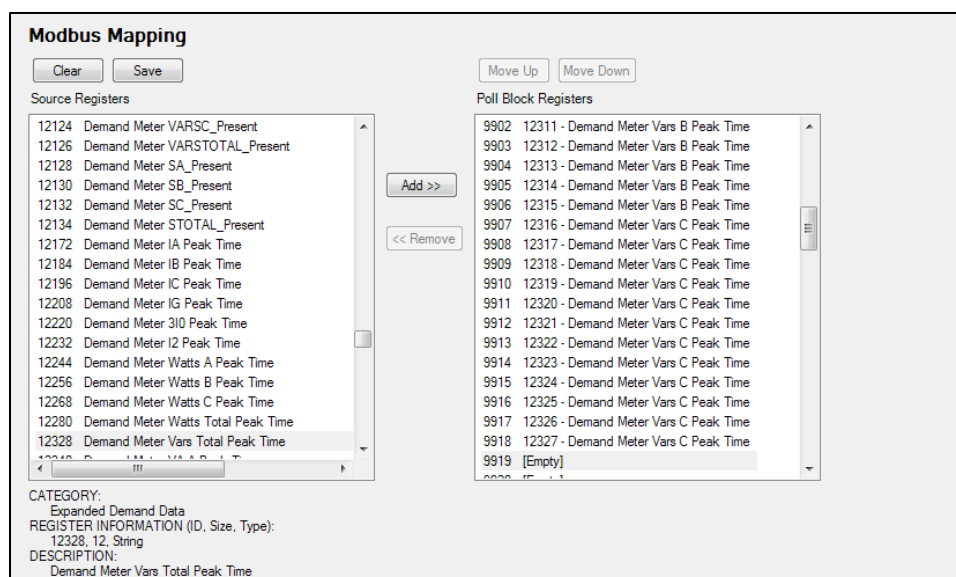 Modbus Mapping
Clear Save Move Up Move Down
Source Registers Poll Block Registers
12124 Demand Meter VARSC_Present
12126 Demand Meter VARSTOTAL_Present
12128 Demand Meter SA_Present
12130 Demand Meter SB_Present
12132 Demand Meter SC_Present
12134 Demand Meter STOTAL_Present
12172 Demand Meter IA Peak Time
12184 Demand Meter IB Peak Time
12196 Demand Meter IC Peak Time
12208 Demand Meter IG Peak Time
12220 Demand Meter 3I0 Peak Time
12232 Demand Meter I2 Peak Time
12244 Demand Meter Watts A Peak Time
12256 Demand Meter Watts B Peak Time
12268 Demand Meter Watts C Peak Time
12280 Demand Meter Watts Total Peak Time
12328 Demand Meter Vars Total Peak Time
Add >>
<< Remove
9902 12311 - Demand Meter Vars B Peak Time
9903 12312 - Demand Meter Vars B Peak Time
9904 12313 - Demand Meter Vars B Peak Time
9905 12314 - Demand Meter Vars B Peak Time
9906 12315 - Demand Meter Vars B Peak Time
9907 12316 - Demand Meter Vars C Peak Time
9908 12317 - Demand Meter Vars C Peak Time
9909 12318 - Demand Meter Vars C Peak Time
9910 12319 - Demand Meter Vars C Peak Time
9911 12320 - Demand Meter Vars C Peak Time
9912 12321 - Demand Meter Vars C Peak Time
9913 12322 - Demand Meter Vars C Peak Time
9914 12323 - Demand Meter Vars C Peak Time
9915 12324 - Demand Meter Vars C Peak Time
9916 12325 - Demand Meter Vars C Peak Time
9917 12326 - Demand Meter Vars C Peak Time
9918 12327 - Demand Meter Vars C Peak Time
9919 [Empty]
CATEGORY:
Expanded Demand Data
REGISTER INFORMATION (ID, Size, Type):
12328, 12, String
DESCRIPTION:
Demand Meter Vars Total Peak Time